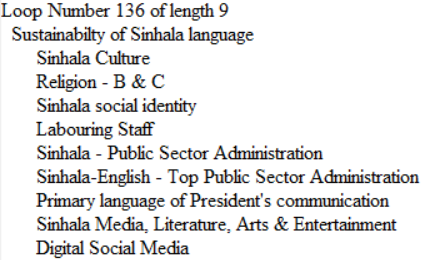 Loop Number 136 of length 9
Sustainabilty of Sinhala language
Sinhala Culture
Religion - B & C
Sinhala social identity
Labouring Staff
Sinhala - Public Sector Administration
Sinhala-English - Top Public Sector Administration
Primary language of President's communication
Sinhala Media, Literature, Arts & Entertainment
Digital Social Media